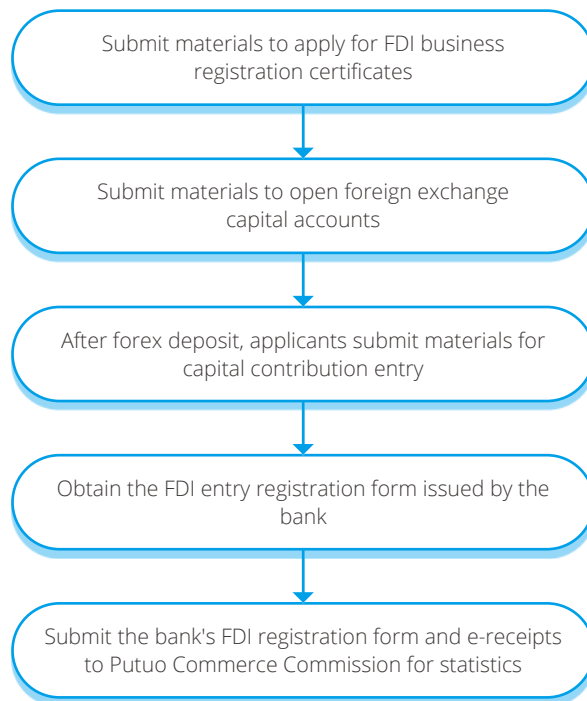 Submit materials to apply for FDI business
registration certificates
Submit materials to open foreign exchange
capital accounts
After forex deposit, applicants submit materials for
capital contribution entry
Obtain the FDI entry registration form issued by the
bank
Submit the bank's FDI registration form and e-receipts
to Putuo Commerce Commission for statistics